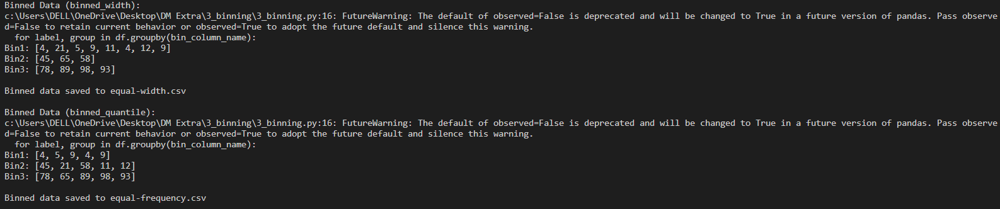 Binned Data (binned_width):
c:\Users\DELL\OneDrive\Desktop\DM Extra\3_binning\3_binning.py:16: FutureWarning: The default of observed=False is deprecated and will be changed to True in a future version of pandas. Pass observe
d=False to retain current behavior or observed=True to adopt the future default and silence this warning.
  for label, group in df.groupby(bin_column_name):
Bin1: [4, 21, 5, 9, 11, 4, 12, 9]
Bin2: [45, 65, 58]
Bin3: [78, 89, 98, 93]

Binned data saved to equal-width.csv

Binned Data (binned_quantile):
c:\Users\DELL\OneDrive\Desktop\DM Extra\3_binning\3_binning.py:16: FutureWarning: The default of observed=False is deprecated and will be changed to True in a future version of pandas. Pass observe
d=False to retain current behavior or observed=True to adopt the future default and silence this warning.
  for label, group in df.groupby(bin_column_name):
Bin1: [4, 5, 9, 4, 9]
Bin2: [45, 21, 58, 11, 12]
Bin3: [78, 65, 89, 98, 93]

Binned data saved to equal-frequency.csv